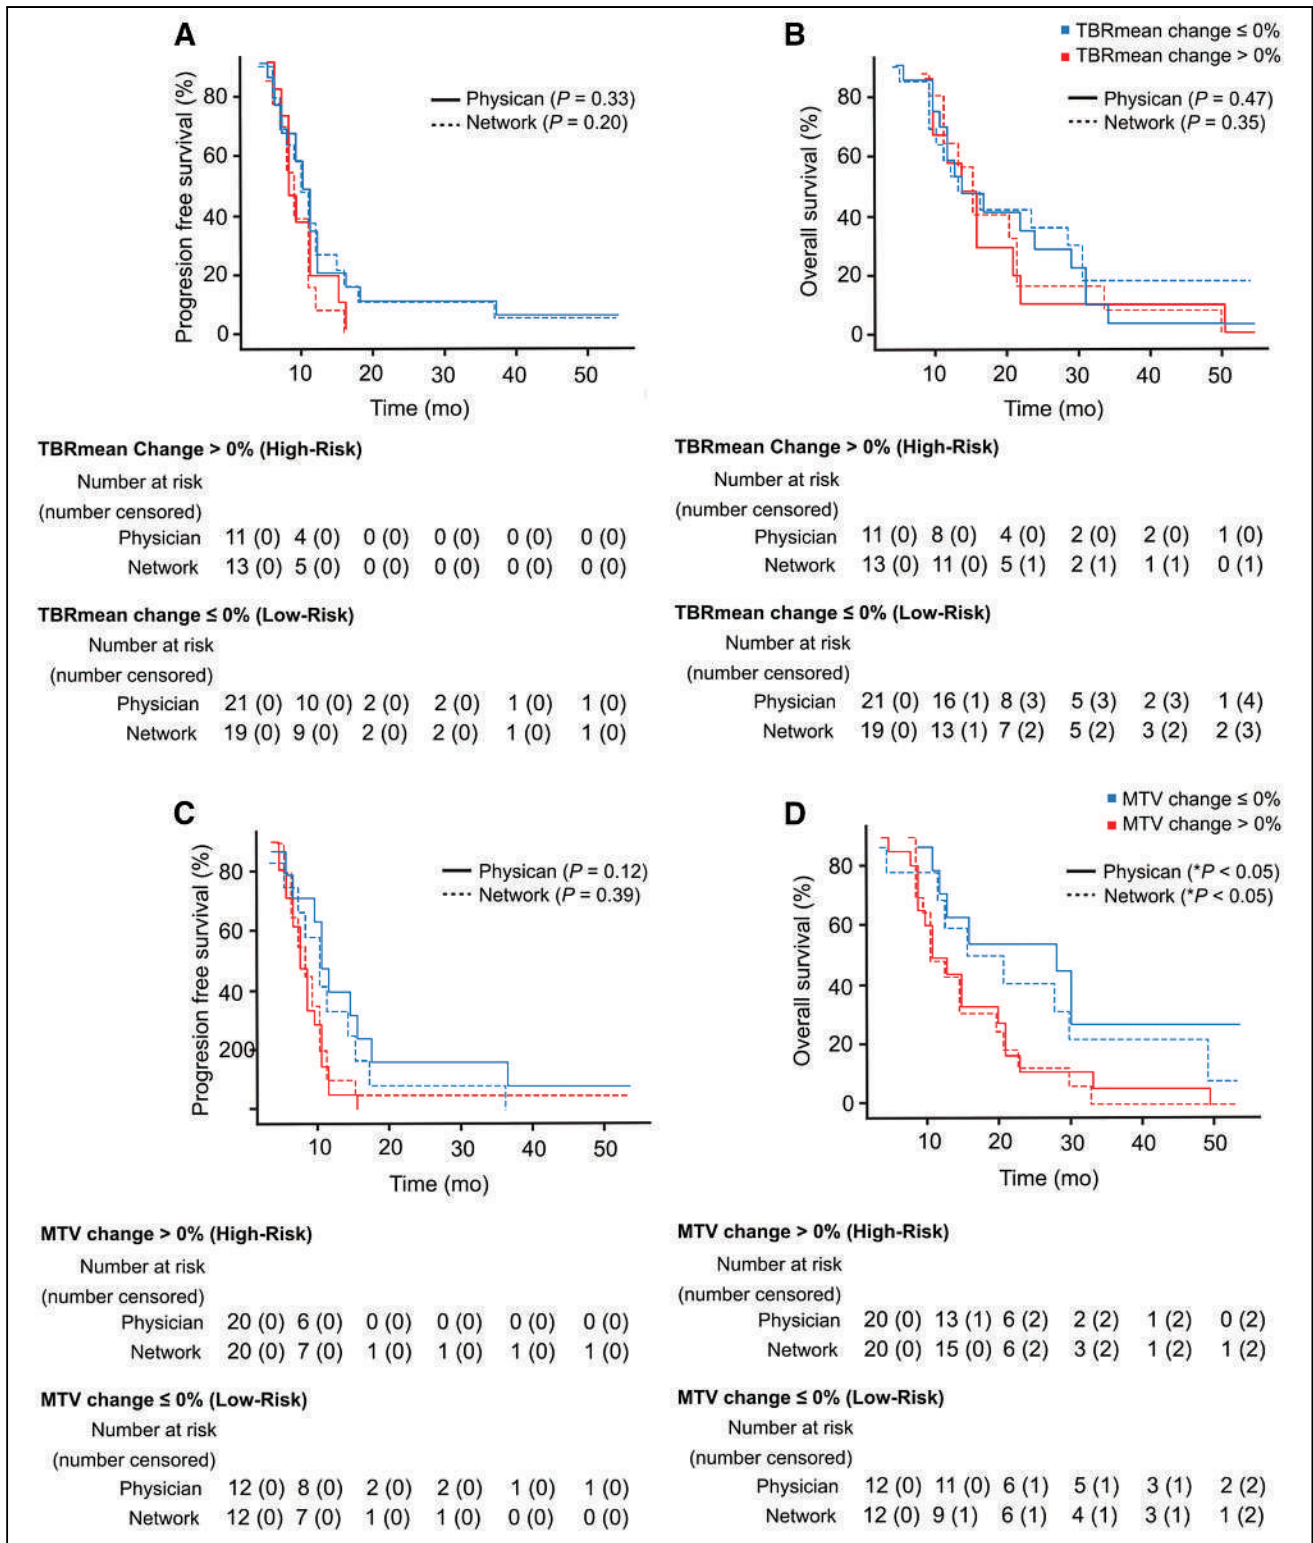 A
Progresion free survival (%)
80
60
40
20
0
10 20 30 40 50
Time (mo)
Physican (P = 0.33)
Network (P = 0.20)
B
TBRmean change ≤ 0%
TBRmean change > 0%
Overall survival (%)
80
60
40
20
0
10 20 30 40 50
Time (mo)
Physican (P = 0.47)
Network (P = 0.35)
TBRmean Change > 0% (High-Risk)
Number at risk
(number censored)
Physician 11 (0) 4 (0) 0 (0) 0 (0) 0 (0) 0 (0)
Network 13 (0) 5 (0) 0 (0) 0 (0) 0 (0) 0 (0)
TBRmean change ≤ 0% (Low-Risk)
Number at risk
(number censored)
Physician 21 (0) 10 (0) 2 (0) 2 (0) 1 (0) 1 (0)
Network 19 (0) 9 (0) 2 (0) 2 (0) 1 (0) 1 (0)
TBRmean Change > 0% (High-Risk)
Number at risk
(number censored)
Physician 11 (0) 8 (0) 4 (0) 2 (0) 2 (0) 1 (0)
Network 13 (0) 11 (0) 5 (1) 2 (1) 1 (1) 0 (1)
TBRmean change ≤ 0% (Low-Risk)
Number at risk
(number censored)
Physician 21 (0) 16 (1) 8 (3) 5 (3) 2 (3) 1 (4)
Network 19 (0) 13 (1) 7 (2) 5 (2) 3 (2) 2 (3)
C
Progresion free survival (%)
80
60
40
200
10 20 30 40 50
Time (mo)
Physican (P = 0.12)
Network (P = 0.39)
D
MTV change ≤ 0%
MTV change > 0%
Overall survival (%)
80
60
40
20
0
10 20 30 40 50
Time (mo)
Physican (*P < 0.05)
Network (*P < 0.05)
MTV change > 0% (High-Risk)
Number at risk
(number censored)
Physician 20 (0) 6 (0) 0 (0) 0 (0) 0 (0) 0 (0)
Network 20 (0) 7 (0) 1 (0) 1 (0) 1 (0) 1 (0)
MTV change ≤ 0% (Low-Risk)
Number at risk
(number censored)
Physician 12 (0) 8 (0) 2 (0) 2 (0) 1 (0) 1 (0)
Network 12 (0) 7 (0) 1 (0) 1 (0) 0 (0) 0 (0)
MTV change > 0% (High-Risk)
Number at risk
(number censored)
Physician 20 (0) 13 (1) 6 (2) 2 (2) 1 (2) 0 (2)
Network 20 (0) 15 (0) 6 (2) 3 (2) 1 (2) 1 (2)
MTV change ≤ 0% (Low-Risk)
Number at risk
(number censored)
Physician 12 (0) 11 (0) 6 (1) 5 (1) 3 (1) 2 (2)
Network 12 (0) 9 (1) 6 (1) 4 (1) 3 (1) 1 (2)